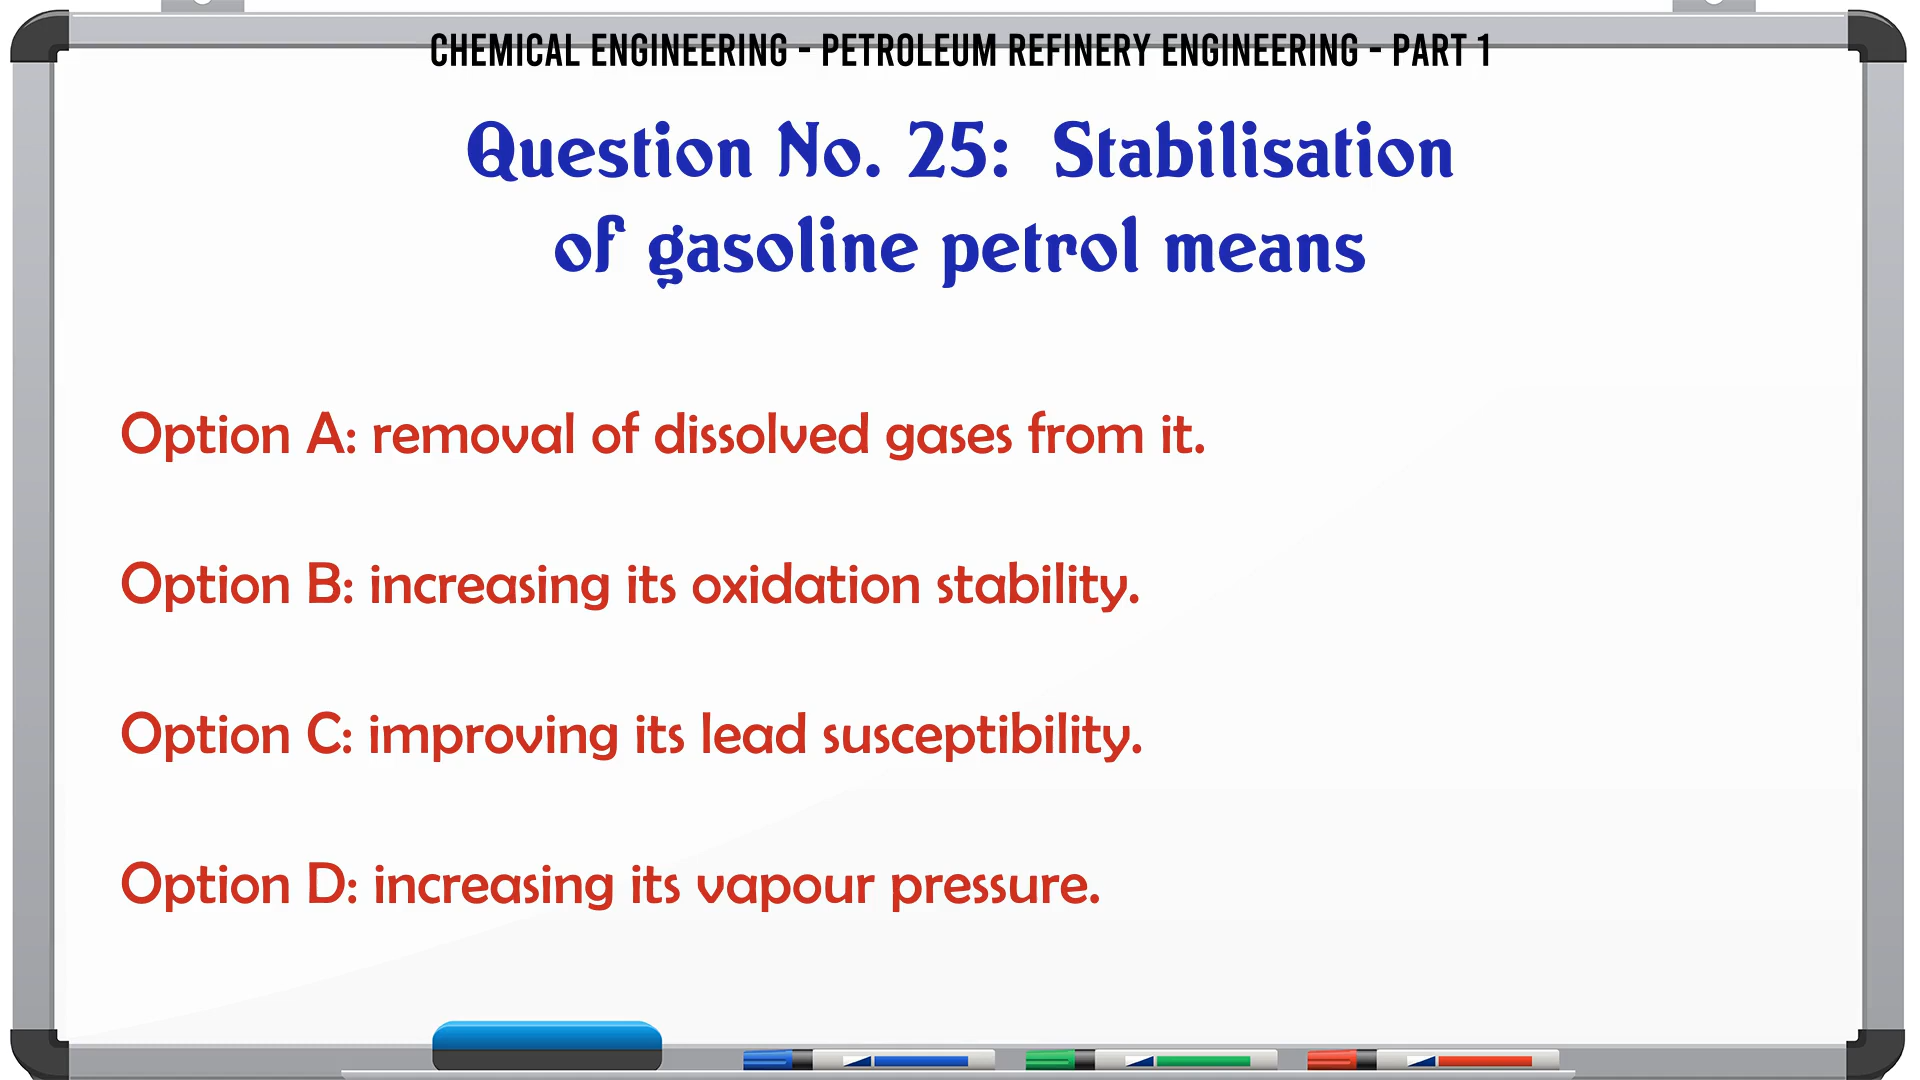 CHEMICAL ENGINEERING - PETROLEUM REFINERY ENGINEERING - PART 1
Question No. 25: Stabilisation
of gasoline petrol means
Option A: removal of dissolved gases from it.
Option B: increasing its oxidation stability.
Option C: improving its lead susceptibility.
Option D: increasing its vapour pressure.